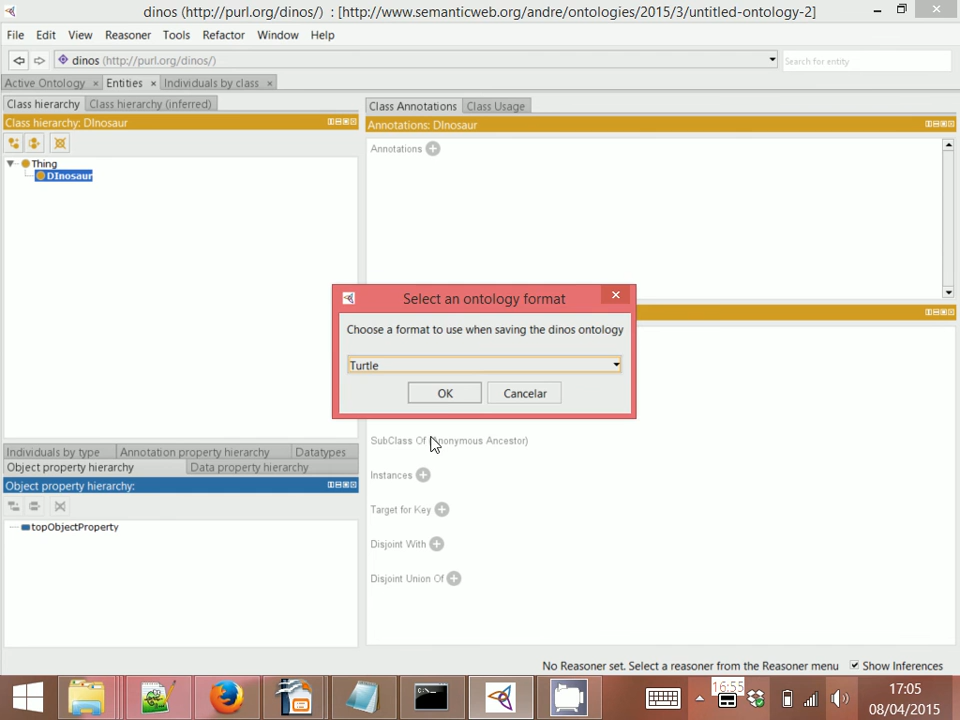 dinos (http://purl.org/dinos/) : [http://www.semanticweb.org/andre/ontologies/2015/3/untitled-ontology-2]
File Edit View Reasoner Tools Refactor Window Help
dinos (http://purl.org/dinos/)
Search for entity
Active Ontology × Entities × Individuals by class ×
Class hierarchy Class hierarchy (inferred)
Class hierarchy: DInosaur
Thing
DInosaur
Class Annotations Class Usage
Annotations: DInosaur
Annotations
Select an ontology format
Choose a format to use when saving the dinos ontology
Turtle
OK Cancelar
SubClass Of (Anonymous Ancestor)
Instances
Target for Key
Disjoint With
Disjoint Union Of
Individuals by type Annotation property hierarchy Datatypes
Object property hierarchy Data property hierarchy
Object property hierarchy:
topObjectProperty
No Reasoner set. Select a reasoner from the Reasoner menu Show Inferences
16:55
17:05
08/04/2015